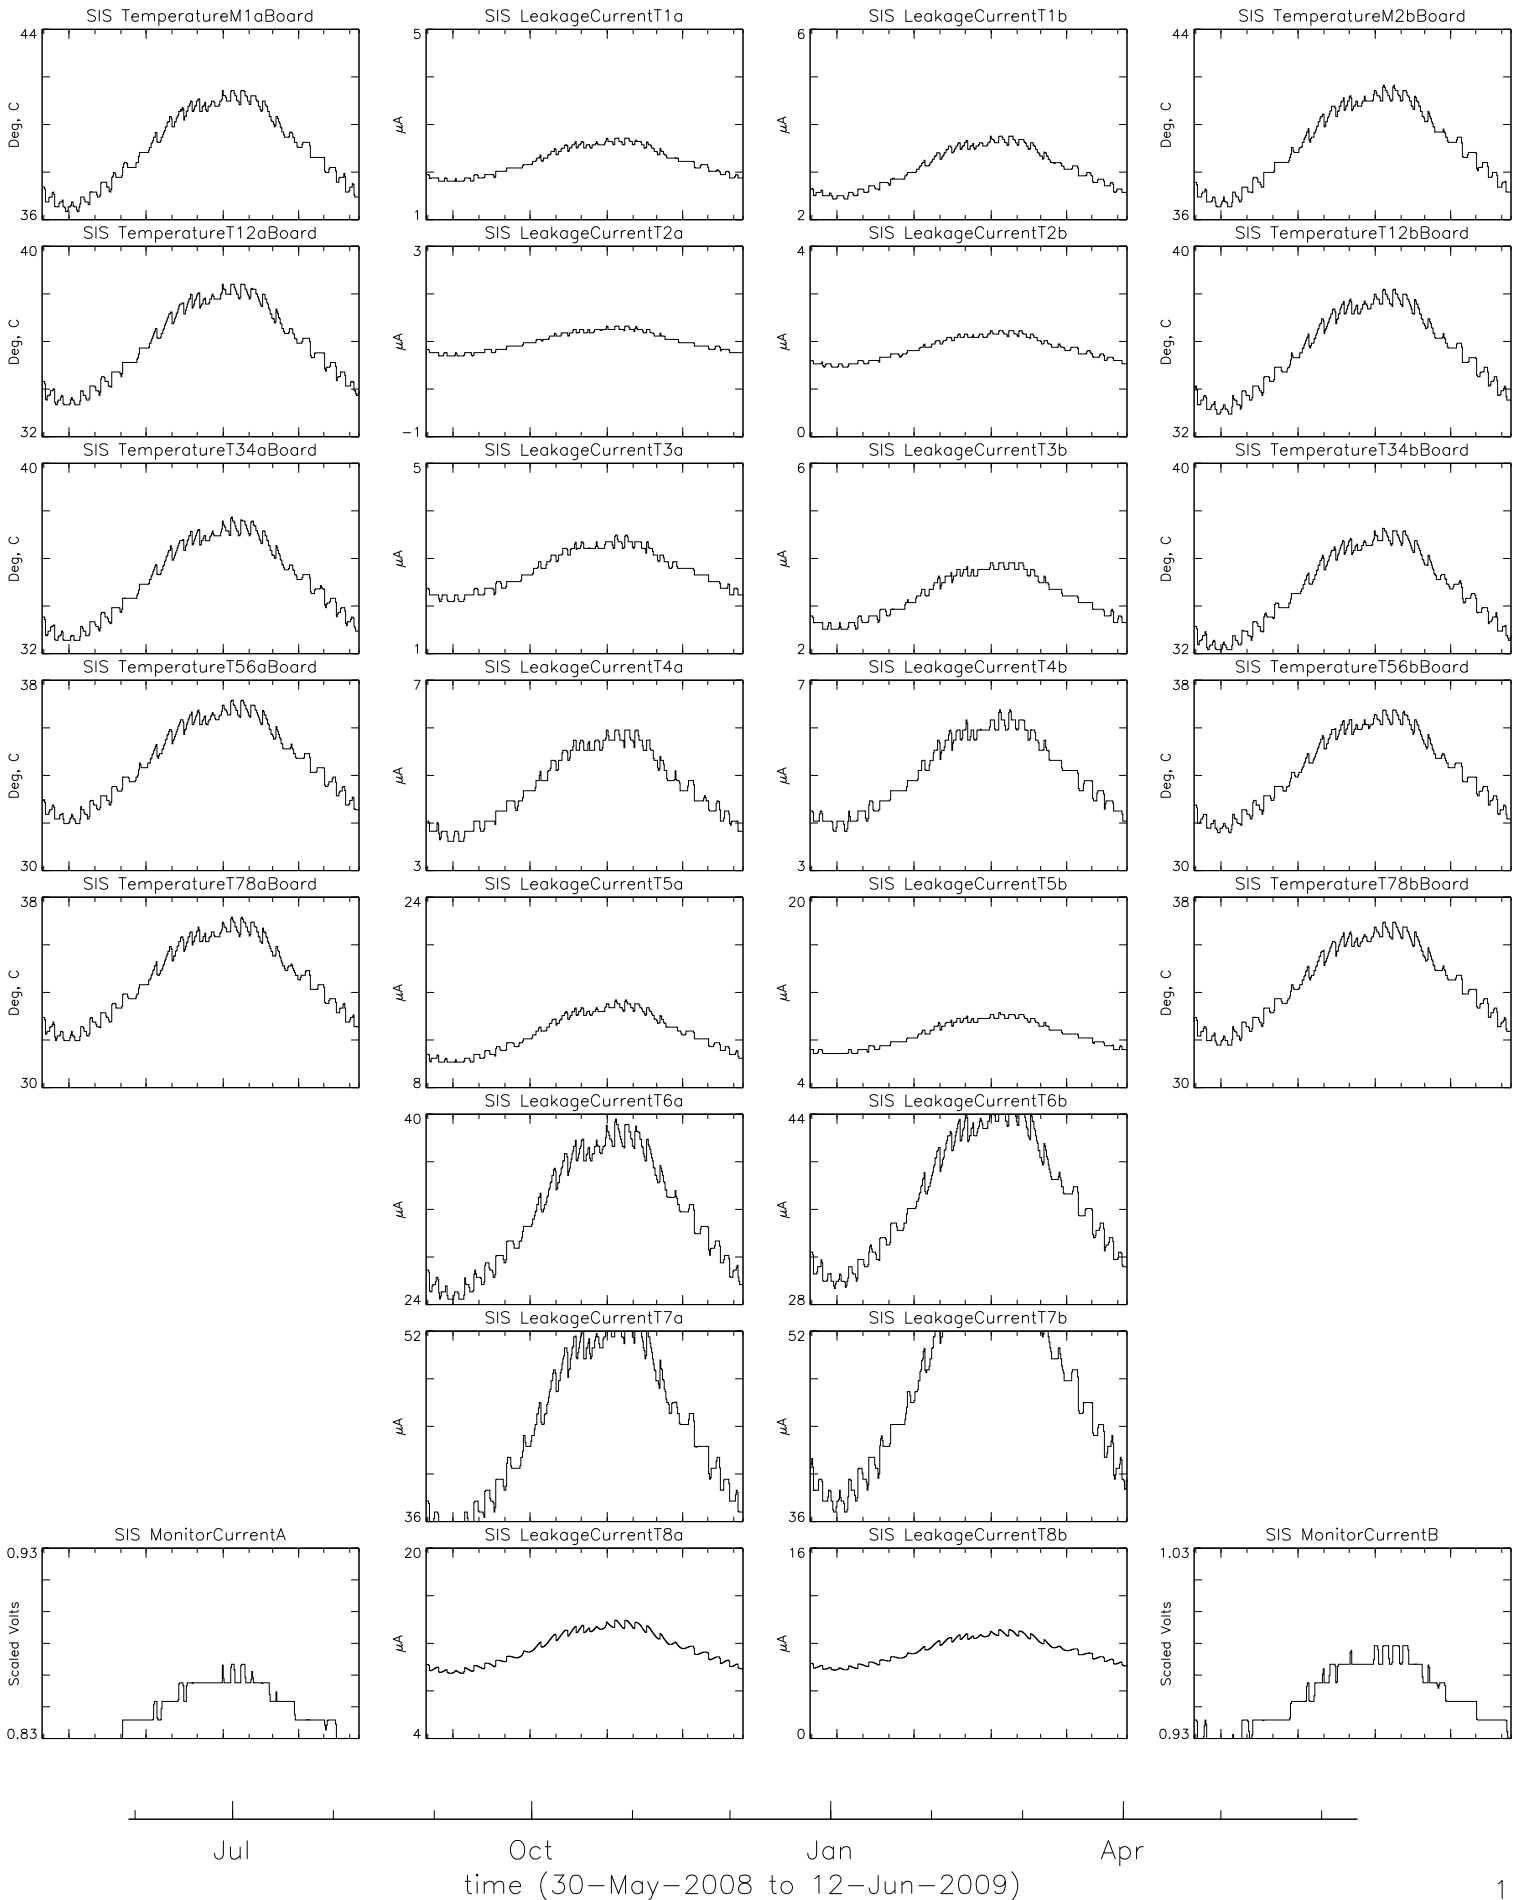 SIS TemperatureM1aBoard
44
Deg, C
36
SIS LeakageCurrentT1a
5
μA
1
SIS LeakageCurrentT1b
6
μA
2
SIS TemperatureM2bBoard
44
Deg, C
36
SIS TemperatureT12aBoard
40
Deg, C
32
SIS LeakageCurrentT2a
3
μA
−1
SIS LeakageCurrentT2b
4
μA
0
SIS TemperatureT12bBoard
40
Deg, C
32
SIS TemperatureT34aBoard
40
Deg, C
32
SIS LeakageCurrentT3a
5
μA
1
SIS LeakageCurrentT3b
6
μA
2
SIS TemperatureT34bBoard
40
Deg, C
32
SIS TemperatureT56aBoard
38
Deg, C
30
SIS LeakageCurrentT4a
7
μA
3
SIS LeakageCurrentT4b
7
μA
3
SIS TemperatureT56bBoard
38
Deg, C
30
SIS TemperatureT78aBoard
38
Deg, C
30
SIS LeakageCurrentT5a
24
μA
8
SIS LeakageCurrentT5b
20
μA
4
SIS TemperatureT78bBoard
38
Deg, C
30
SIS LeakageCurrentT6a
40
μA
24
SIS LeakageCurrentT6b
44
μA
28
SIS LeakageCurrentT7a
52
μA
36
SIS LeakageCurrentT7b
52
μA
36
SIS MonitorCurrentA
0.93
Scaled Volts
0.83
SIS LeakageCurrentT8a
20
μA
4
SIS LeakageCurrentT8b
16
μA
0
SIS MonitorCurrentB
1.03
Scaled Volts
0.93
Jul Oct Jan Apr
time (30−May−2008 to 12−Jun−2009)
1